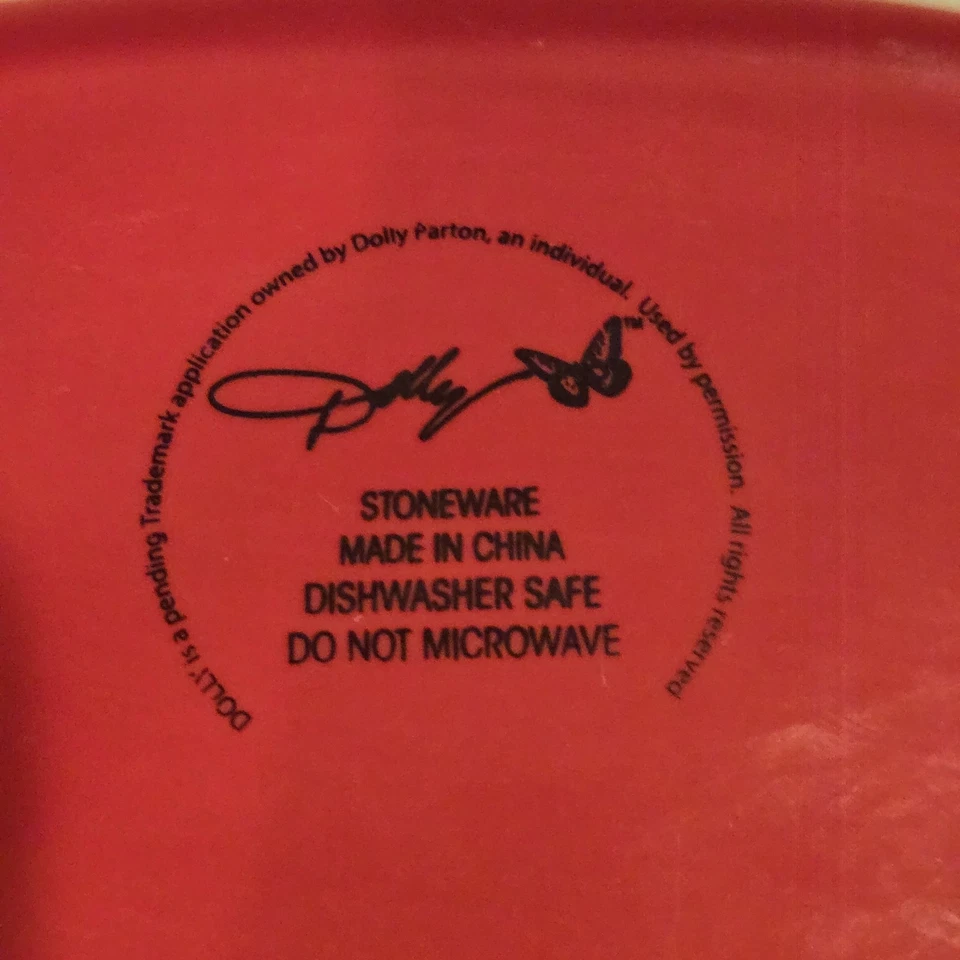 DOLLY is a pending Trademark application owned by Dolly Parton, an individual. Used by permission. All rights reserved
Dolly TM
STONEWARE
MADE IN CHINA
DISHWASHER SAFE
DO NOT MICROWAVE